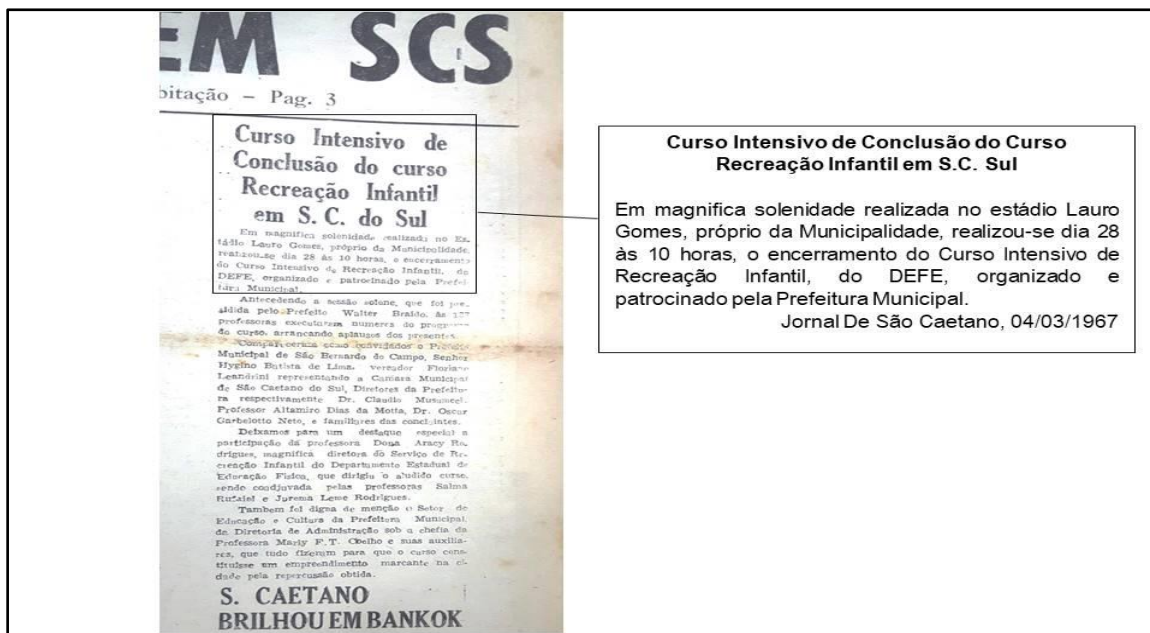 EM SCS
bitação – Pag. 3
Curso Intensivo de
Conclusão do curso
Recreação Infantil
em S. C. do Sul
Em magnifica solenidade realizada no Es-
tádio Lauro Gomes, próprio da Municipalidade,
realizou-se dia 28 às 10 horas, o encerramento
do Curso Intensivo de Recreação Infantil, do
DEFE, organizado e patrocinado pela Prefei-
tura Municipal.
Antecedendo a sessão solene, que foi pre-
sidida pelo Prefeito Walter Braido, às
professoras executaram numeros do programa
do curso, arrancando aplausos dos presentes.
Compareceram como convidados o Prefeito
Municipal de São Bernardo do Campo, Senhor
Hygino Batista de Lima, vereador Floriano
Leandrini representando a Camara Municipal
de São Caetano do Sul, Diretores da Prefeitu-
ra respectivamente Dr. Claudio Musumeci,
Professor Altamiro Dias da Motta, Dr. Oscar
Garbelotto Neto, e familiares das concluintes.
Deixamos para um destaque especial a
participação da professora Dona Aracy Ro-
drigues, magnifica diretora do Serviço de Re-
creação Infantil do Departamento Estadual de
Educação Fisica, que dirigiu o aludido curso,
sendo coadjuvada pelas professoras Salma
Rufaiel e Jurema Leme Rodrigues.
Tambem foi digna de menção o Setor de
Educação e Cultura da Prefeitura Municipal,
da Diretoria de Administração sob a chefia da
Professora Marly F. T. Coelho e suas auxilia-
res, que tudo fizeram para que o curso cons-
tituisse um empreendimento marcante na ci-
dade pela repercussão obtida.
S. CAETANO
BRILHOU EM BANKOK
Curso Intensivo de Conclusão do Curso
Recreação Infantil em S.C. Sul
Em magnifica solenidade realizada no estádio Lauro
Gomes, próprio da Municipalidade, realizou-se dia 28
às 10 horas, o encerramento do Curso Intensivo de
Recreação Infantil, do DEFE, organizado e
patrocinado pela Prefeitura Municipal.
Jornal De São Caetano, 04/03/1967